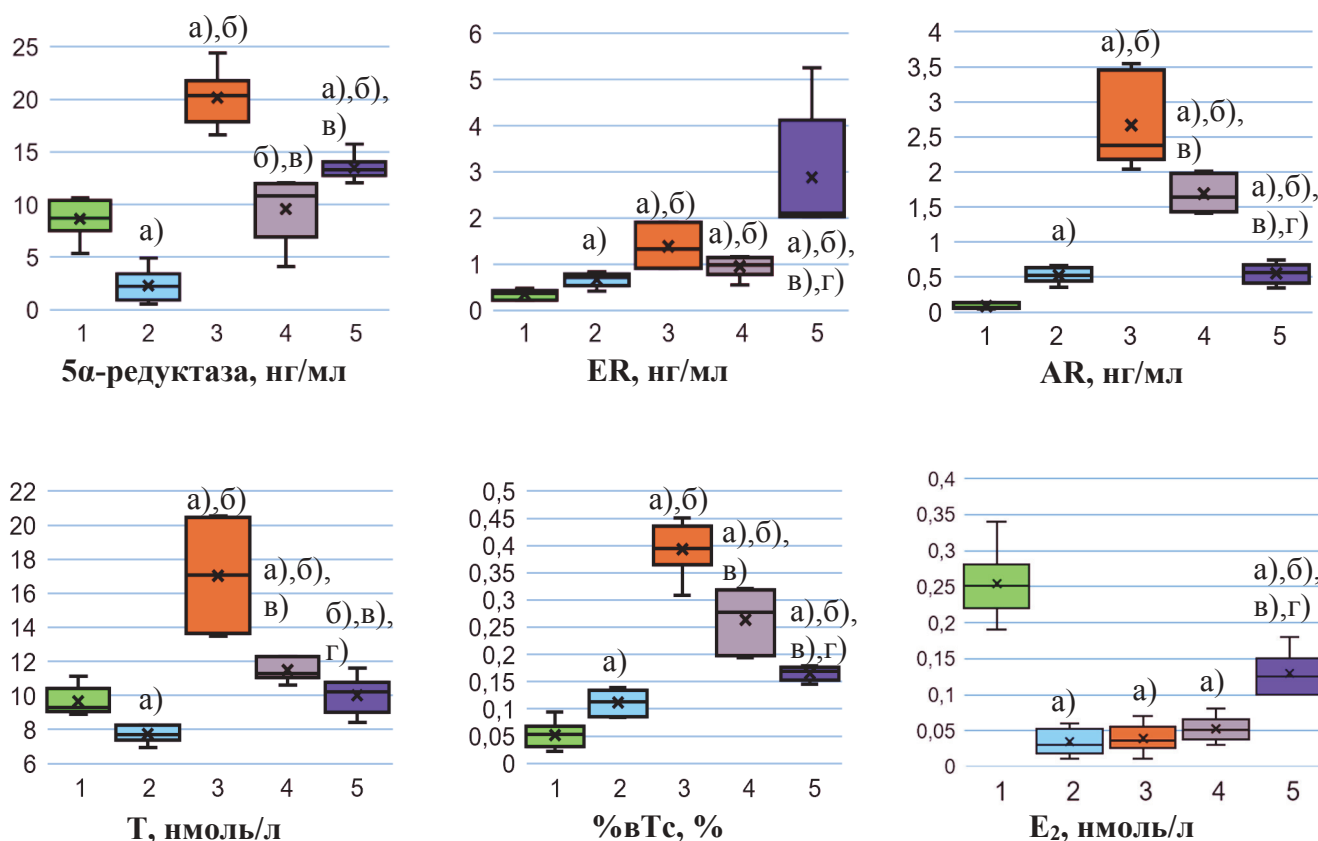 а),б)
25
20
а),б),
в)
15
б),в)
10
а)
5
0
1 2 3 4 5
5α-редуктаза, нг/мл
6
5
4
3
2
а),б)
а)
а),б)
а),б),
в),г)
1
0
1 2 3 4 5
ER, нг/мл
4
а),б)
3,5
3
а),б),
в)
2,5
2
1,5
а),б),
в),г)
1
а)
0,5
0
1 2 3 4 5
AR, нг/мл
22
а),б)
20
18
а),б),
в)
16
14
б),в),
г)
12
10
а)
8
6
1 2 3 4 5
Т, нмоль/л
0,5
а),б)
0,45
а),б),
в)
0,4
0,35
0,3
а),б),
в),г)
0,25
0,2
а)
0,15
0,1
0,05
0
1 2 3 4 5
%вТс, %
0,4
0,35
0,3
а),б),
в),г)
0,25
0,2
0,15
0,1
а) а) а)
0,05
0
1 2 3 4 5
Е₂, нмоль/л